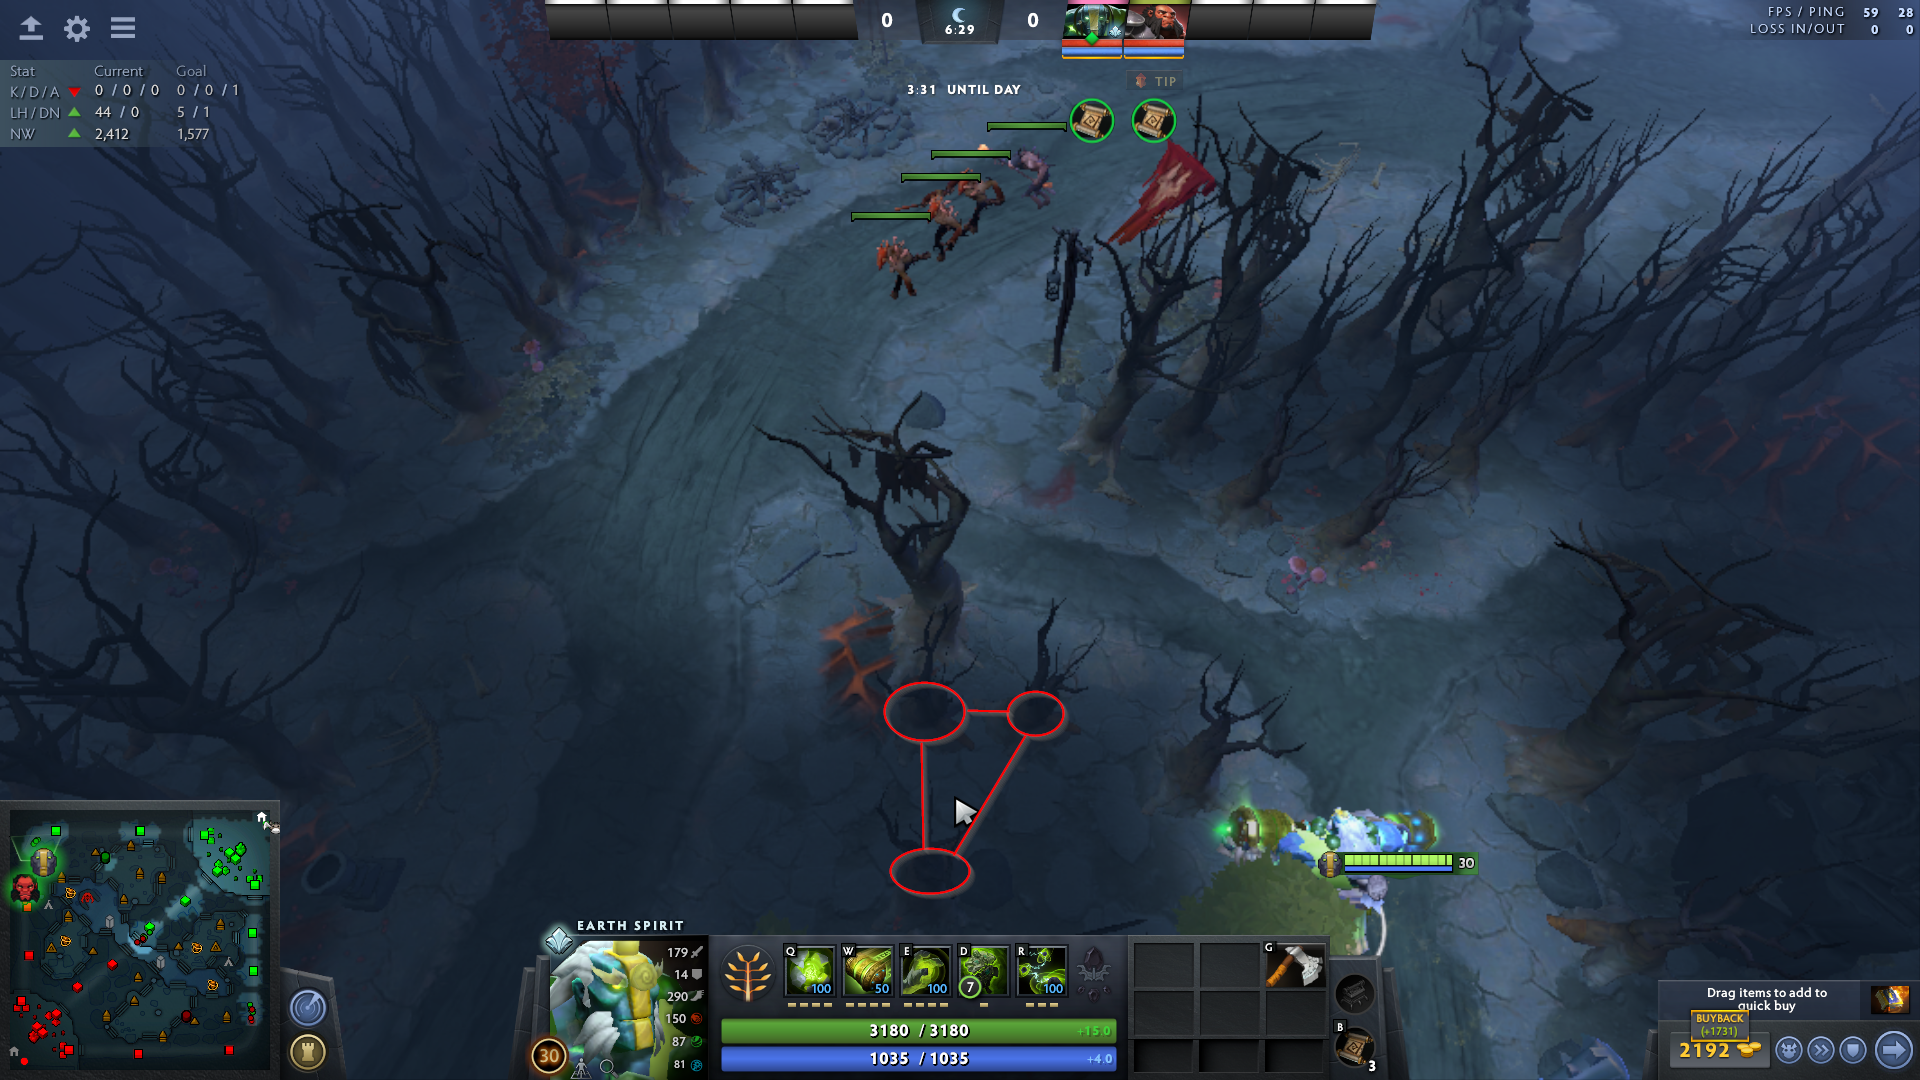 0
6:29
0
FPS / PING 59 28
LOSS IN/OUT 0 0
Stat Current Goal
K / D / A 0 / 0 / 0 0 / 0 / 1
LH / DN 44 / 0 5 / 1
NW 2,412 1,577
3:31 UNTIL DAY
TIP
30
EARTH SPIRIT
179
14
290
150
87
81
30
Q 100
W 50
E 100
D 7
R 100
3180 / 3180 +15.0
1035 / 1035 +4.0
G
B
3
Drag items to add to
quick buy
BUYBACK
(+1731)
2192